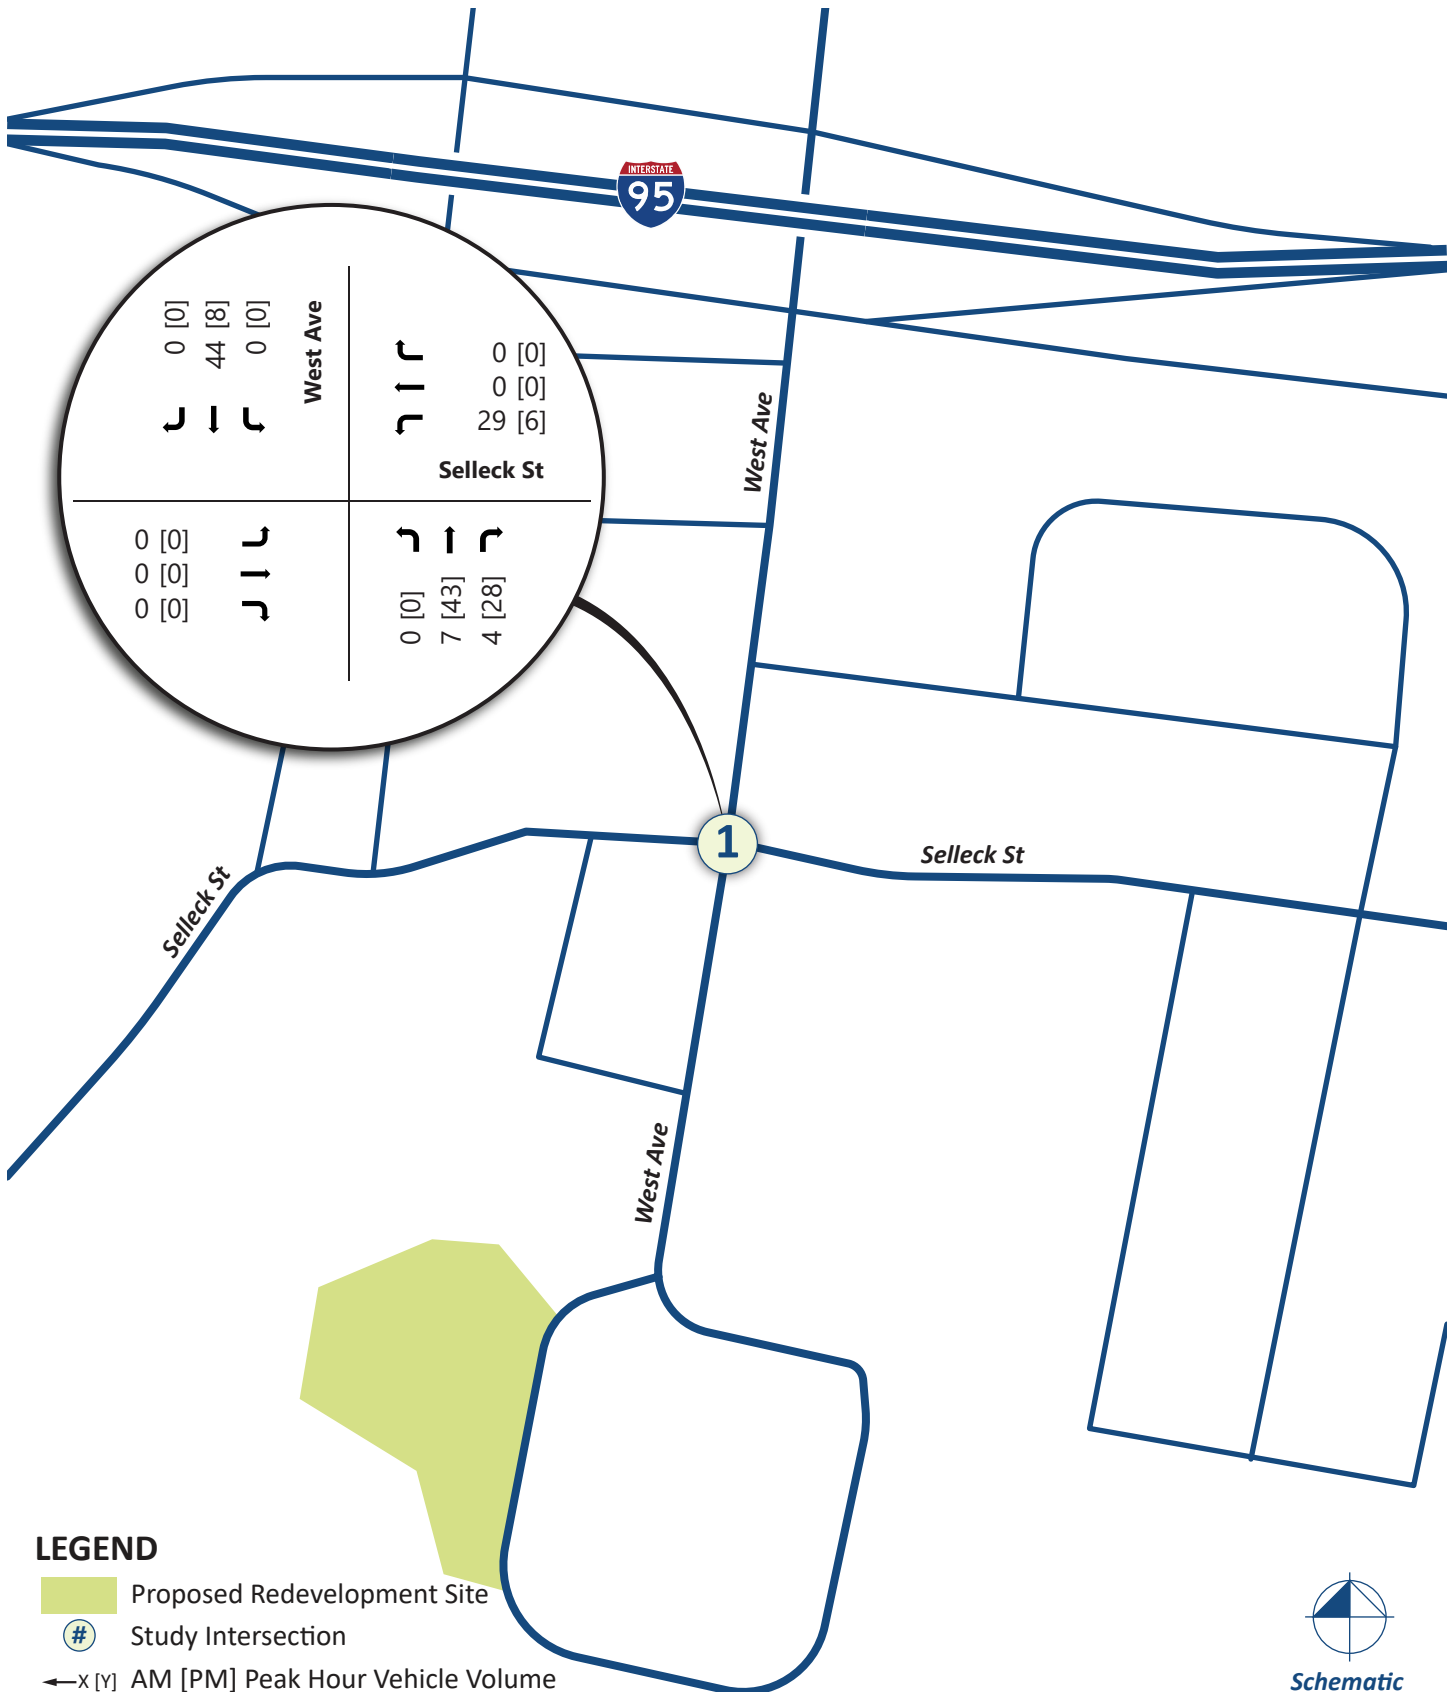 INTERSTATE
95
0 [0]
44 [8]
0 [0]
West Ave
0 [0]
0 [0]
29 [6]
Selleck St
0 [0]
0 [0]
0 [0]
0 [0]
7 [43]
4 [28]
West Ave
1
Selleck St
Selleck St
West Ave
LEGEND
Proposed Redevelopment Site
# Study Intersection
X [Y] AM [PM] Peak Hour Vehicle Volume
Schematic